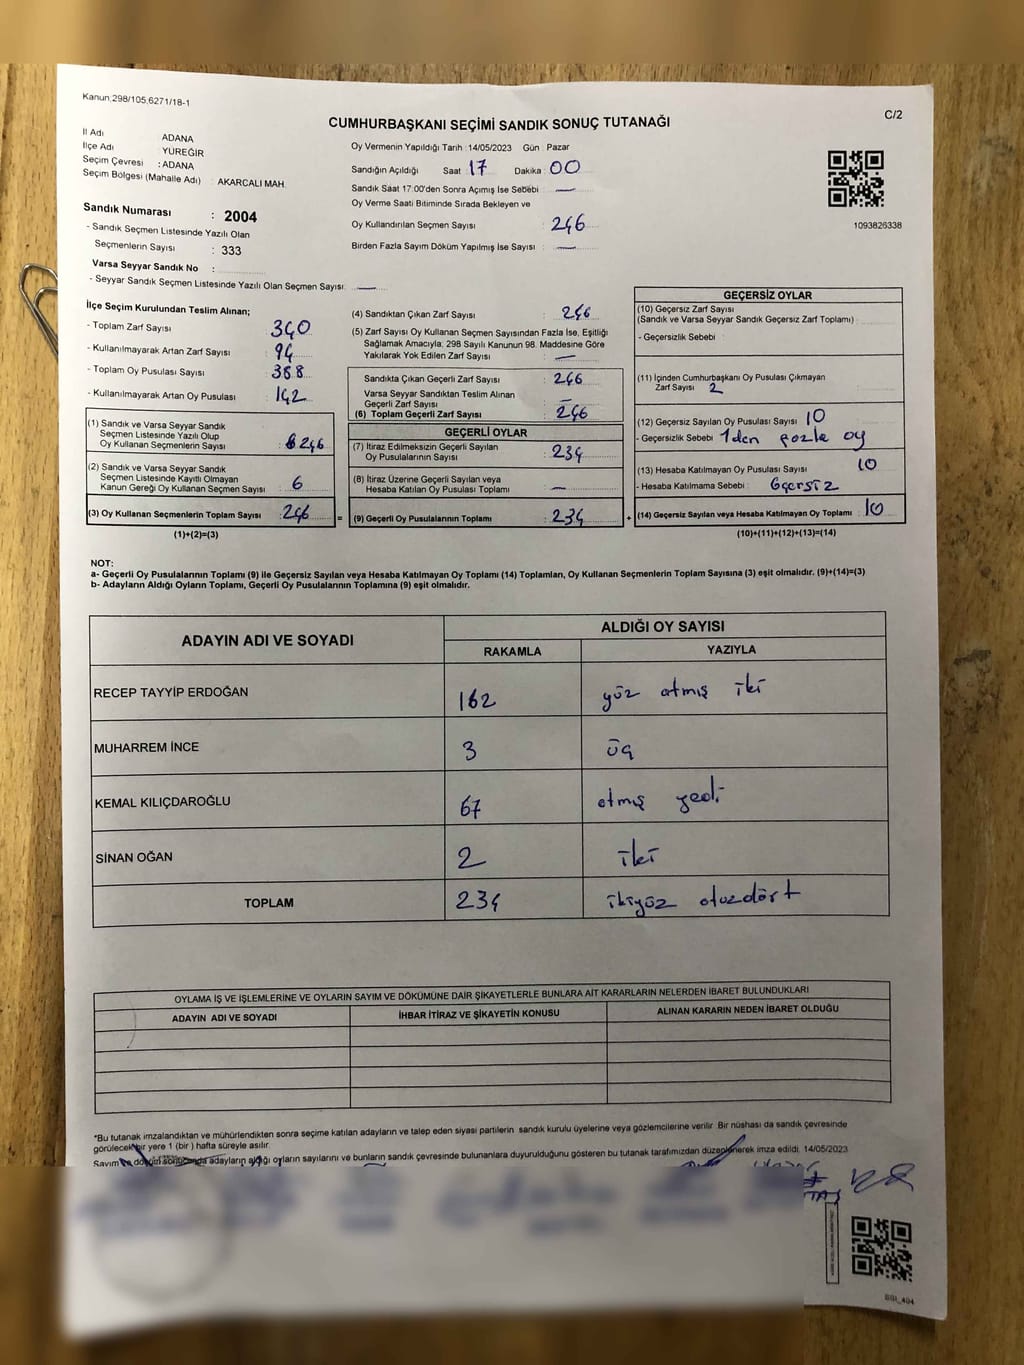 Kanun;298/105,6271/18-1
C/2
CUMHURBAŞKANI SEÇİMİ SANDIK SONUÇ TUTANAĞI
İl Adı ADANA
İlçe Adı YÜREĞİR
Seçim Çevresi : ADANA
Seçim Bölgesi (Mahalle Adı) : AKARCALI MAH.
Sandık Numarası : 2004
- Sandık Seçmen Listesinde Yazılı Olan
Seçmenlerin Sayısı : 333
Varsa Seyyar Sandık No :
- Seyyar Sandık Seçmen Listesinde Yazılı Olan Seçmen Sayısı: —
Oy Vermenin Yapıldığı Tarih : 14/05/2023 Gün : Pazar
Sandığın Açıldığı Saat 17 Dakika : 00
Sandık Saat 17:00'den Sonra Açımış İse Sebebi : —
Oy Verme Saati Bitiminde Sırada Bekleyen ve
Oy Kullandırılan Seçmen Sayısı : 246
Birden Fazla Sayım Döküm Yapılmış İse Sayısı : —
1093826338
İlçe Seçim Kurulundan Teslim Alınan;
- Toplam Zarf Sayısı : 340
- Kullanılmayarak Artan Zarf Sayısı : 94
- Toplam Oy Pusulası Sayısı : 388
- Kullanılmayarak Artan Oy Pusulası : 142
(1) Sandık ve Varsa Seyyar Sandık
Seçmen Listesinde Yazılı Olup
Oy Kullanan Seçmenlerin Sayısı : 246
(2) Sandık ve Varsa Seyyar Sandık
Seçmen Listesinde Kayıtlı Olmayan
Kanun Gereği Oy Kullanan Seçmen Sayısı : 6
(3) Oy Kullanan Seçmenlerin Toplam Sayısı : 246
(1)+(2)=(3)
(4) Sandıktan Çıkan Zarf Sayısı : 246
(5) Zarf Sayısı Oy Kullanan Seçmen Sayısından Fazla İse, Eşitliği
Sağlamak Amacıyla; 298 Sayılı Kanunun 98. Maddesine Göre
Yakılarak Yok Edilen Zarf Sayısı : —
Sandıkta Çıkan Geçerli Zarf Sayısı : 246
Varsa Seyyar Sandıktan Teslim Alınan
Geçerli Zarf Sayısı : —
(6) Toplam Geçerli Zarf Sayısı : 246
GEÇERLİ OYLAR
(7) İtiraz Edilmeksizin Geçerli Sayılan
Oy Pusulalarının Sayısı : 234
(8) İtiraz Üzerine Geçerli Sayılan veya
Hesaba Katılan Oy Pusulası Toplamı : —
= (9) Geçerli Oy Pusulalarının Toplamı : 234
GEÇERSİZ OYLAR
(10) Geçersiz Zarf Sayısı
(Sandık ve Varsa Seyyar Sandık Geçersiz Zarf Toplamı) :
- Geçersizlik Sebebi :
(11) İçinden Cumhurbaşkanı Oy Pusulası Çıkmayan
Zarf Sayısı 2 :
(12) Geçersiz Sayılan Oy Pusulası Sayısı : 10
- Geçersizlik Sebebi : 1den fazla oy
(13) Hesaba Katılmayan Oy Pusulası Sayısı : 10
- Hesaba Katılmama Sebebi : Geçersiz
+ (14) Geçersiz Sayılan veya Hesaba Katılmayan Oy Toplamı : 10
(10)+(11)+(12)+(13)=(14)
NOT:
a- Geçerli Oy Pusulalarının Toplamı (9) ile Geçersiz Sayılan veya Hesaba Katılmayan Oy Toplamı (14) Toplamları, Oy Kullanan Seçmenlerin Toplam Sayısına (3) eşit olmalıdır. (9)+(14)=(3)
b- Adayların Aldığı Oyların Toplamı, Geçerli Oy Pusulalarının Toplamına (9) eşit olmalıdır.
ADAYIN ADI VE SOYADI ALDIĞI OY SAYISI
RAKAMLA YAZIYLA
RECEP TAYYİP ERDOĞAN 162 yüz atmış iki
MUHARREM İNCE 3 üç
KEMAL KILIÇDAROĞLU 67 atmış yedi
SİNAN OĞAN 2 iki
TOPLAM 234 ikiyüz otuzdört
OYLAMA İŞ VE İŞLEMLERİNE VE OYLARIN SAYIM VE DÖKÜMÜNE DAİR ŞİKAYETLERLE BUNLARA AİT KARARLARIN NELERDEN İBARET BULUNDUKLARI
ADAYIN ADI VE SOYADI İHBAR İTİRAZ VE ŞİKAYETİN KONUSU ALINAN KARARIN NEDEN İBARET OLDUĞU
*Bu tutanak imzalandıktan ve mühürlendikten sonra seçime katılan adayların ve talep eden siyasi partilerin sandık kurulu üyelerine veya gözlemcilerine verilir. Bir nüshası da sandık çevresinde
görülecek bir yere 1 (bir) hafta süreyle asılır.
Sayım ve döküm sonucunda adayların aldığı oyların sayılarını ve bunların sandık çevresinde bulunanlara duyurulduğunu gösteren bu tutanak tarafımızdan düzenlenerek imza edildi. 14/05/2023